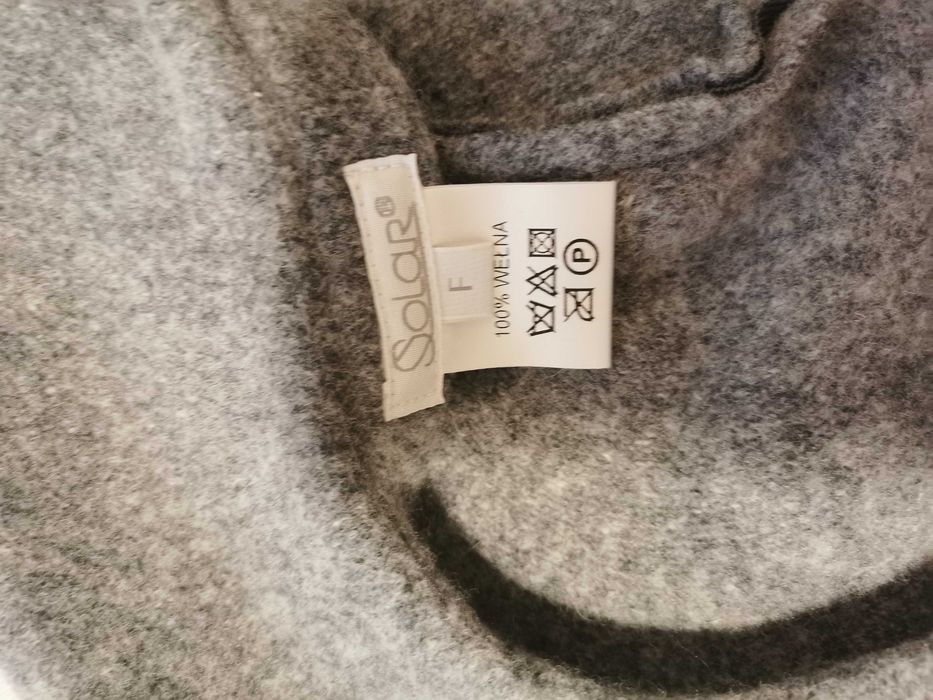 SOLAR
F
100% WEŁNA
P